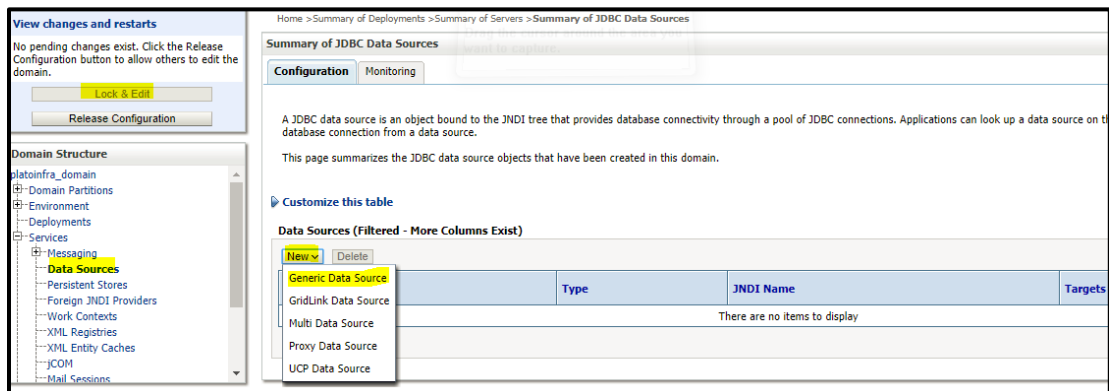 View changes and restarts
No pending changes exist. Click the Release
Configuration button to allow others to edit the
domain.
Lock & Edit
Release Configuration
Domain Structure
platoinfra_domain
Domain Partitions
Environment
Deployments
Services
Messaging
Data Sources
Persistent Stores
Foreign JNDI Providers
Work Contexts
XML Registries
XML Entity Caches
jCOM
Mail Sessions
Home >Summary of Deployments >Summary of Servers >Summary of JDBC Data Sources
Drag the cursor around the area you
want to capture.
Summary of JDBC Data Sources
Configuration Monitoring
A JDBC data source is an object bound to the JNDI tree that provides database connectivity through a pool of JDBC connections. Applications can look up a data source on
database connection from a data source.
This page summarizes the JDBC data source objects that have been created in this domain.
Customize this table
Data Sources (Filtered - More Columns Exist)
New Delete
Generic Data Source
GridLink Data Source
Multi Data Source
Proxy Data Source
UCP Data Source
Type JNDI Name Targets
There are no items to display